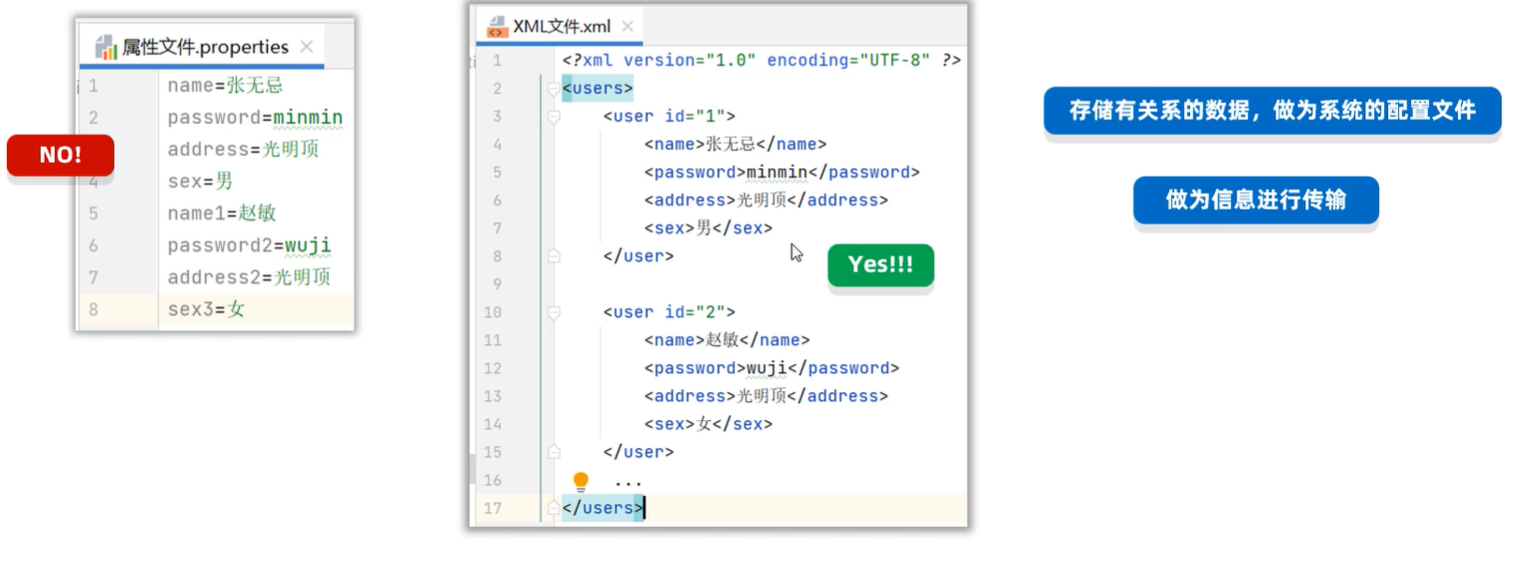 属性文件.properties
1 name=张无忌
2 password=minmin
address=光明顶
NO!
4 sex=男
5 name1=赵敏
6 password2=wuji
7 address2=光明顶
8 sex3=女
XML文件.xml
1 <?xml version="1.0" encoding="UTF-8" ?>
2 <users>
3 <user id="1">
4 <name>张无忌</name>
5 <password>minmin</password>
6 <address>光明顶</address>
7 <sex>男</sex>
8 </user>
9
10 <user id="2">
11 <name>赵敏</name>
12 <password>wuji</password>
13 <address>光明顶</address>
14 <sex>女</sex>
15 </user>
16 ...
17 </users>
Yes!!!
存储有关系的数据，做为系统的配置文件
做为信息进行传输